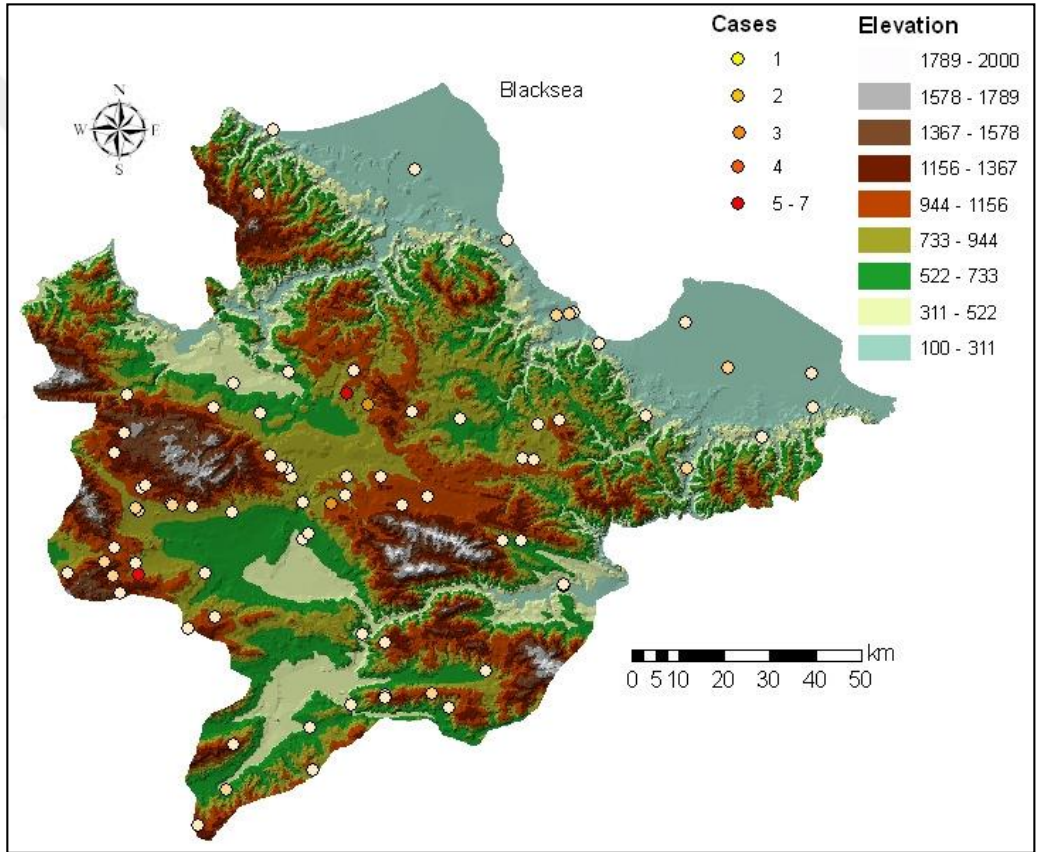 N
W E
S
Blacksea
Cases
1
2
3
4
5 - 7
Elevation
1789 - 2000
1578 - 1789
1367 - 1578
1156 - 1367
944 - 1156
733 - 944
522 - 733
311 - 522
100 - 311
km
0 5 10 20 30 40 50